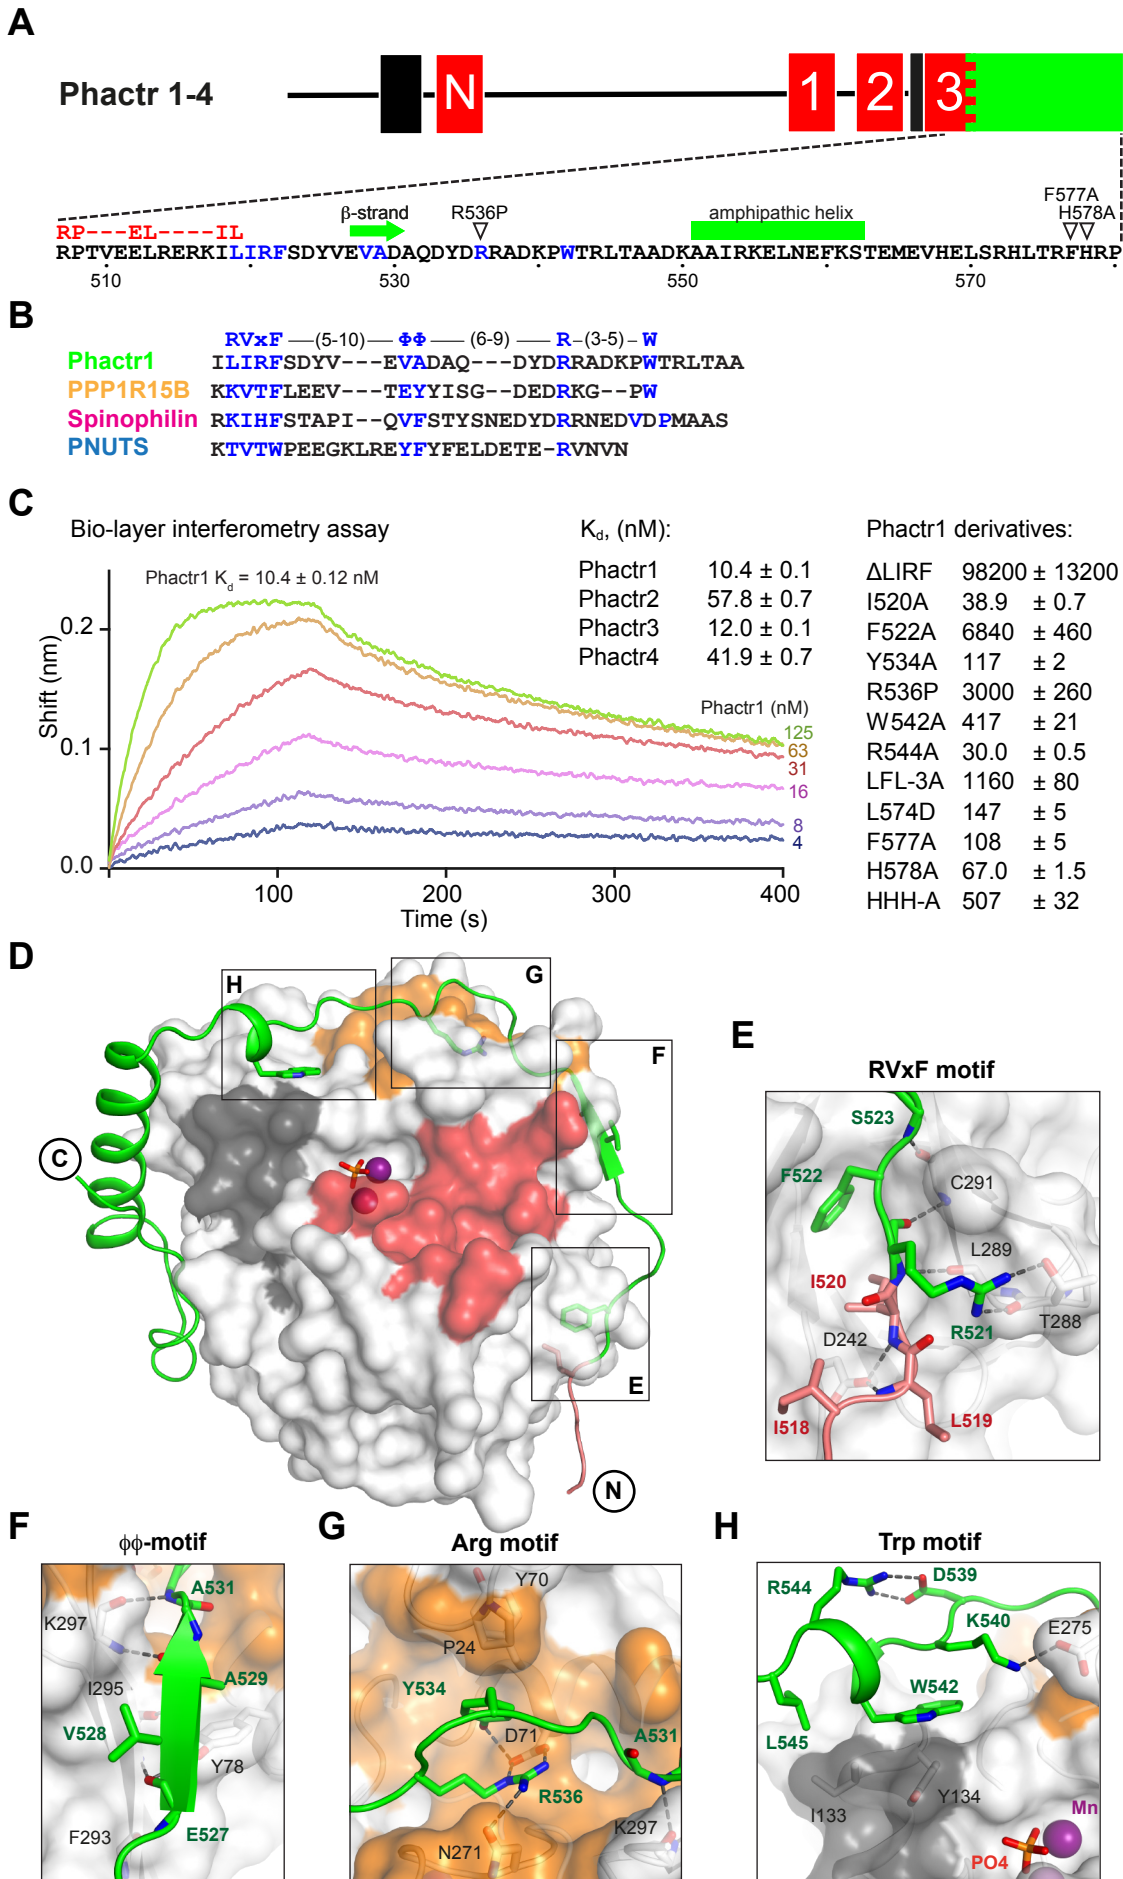 A
Phactr 1-4
N
1
2
3
F577A
β-strand
R536P
amphipathic helix
H578A
RP---EL----IL
RPTVEELRERKILIRFSDYVEVADAQDYDRRADKPWTRLTAADKAAIRKELNEFKSTEMEVHELSRHLTRFHRP
510
530
550
570
B
RVxF —(5-10)— ΦΦ — (6-9) — R —(3-5)— W
Phactr1 ILIRFSDYV---EVADAQ---DYDRRADKPWTRLTAA
PPP1R15B KKVTFLEEV---TEYYISG--DEDRKG--PW
Spinophilin RKIHFSTAPI--QVFSTYSNEDYDRRNEDVDPMAAS
PNUTS KTVTWPEEGKLREYFYFELDETE-RVNVN
C
Bio-layer interferometry assay
Phactr1 Kd = 10.4 ± 0.12 nM
Shift (nm)
0.2
0.1
0.0
100
200
300
400
Time (s)
Phactr1 (nM)
125
63
31
16
8
4
Kd, (nM):
Phactr1 10.4 ± 0.1
Phactr2 57.8 ± 0.7
Phactr3 12.0 ± 0.1
Phactr4 41.9 ± 0.7
Phactr1 derivatives:
ΔLIRF 98200 ± 13200
I520A 38.9 ± 0.7
F522A 6840 ± 460
Y534A 117 ± 2
R536P 3000 ± 260
W542A 417 ± 21
R544A 30.0 ± 0.5
LFL-3A 1160 ± 80
L574D 147 ± 5
F577A 108 ± 5
H578A 67.0 ± 1.5
HHH-A 507 ± 32
D
H
G
F
E
C
N
E
RVxF motif
S523
F522
C291
L289
I520
R521
T288
D242
I518
L519
F
ϕϕ-motif
A531
K297
A529
I295
V528
Y78
F293
E527
G
Arg motif
Y70
P24
Y534
D71
A531
R536
K297
N271
H
Trp motif
R544
D539
K540
E275
W542
L545
I133
Y134
Mn
PO4